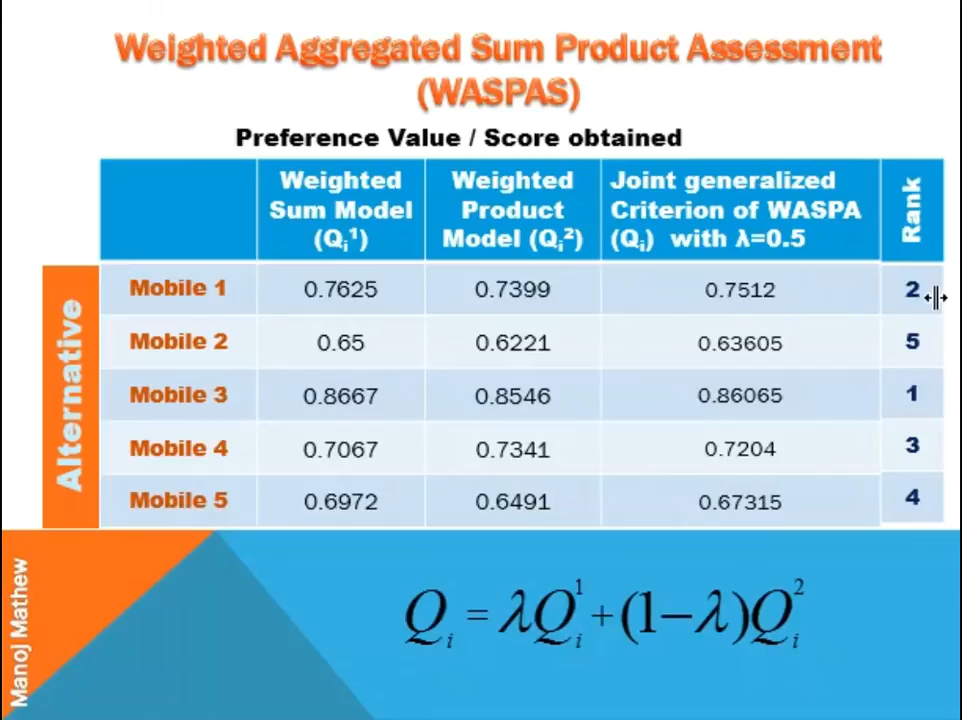 Weighted Aggregated Sum Product Assessment
(WASPAS)
Preference Value / Score obtained
Weighted Sum Model (Qi¹) Weighted Product Model (Qi²) Joint generalized Criterion of WASPA (Qi) with λ=0.5 Rank
Alternative
Mobile 1 0.7625 0.7399 0.7512 2
Mobile 2 0.65 0.6221 0.63605 5
Mobile 3 0.8667 0.8546 0.86065 1
Mobile 4 0.7067 0.7341 0.7204 3
Mobile 5 0.6972 0.6491 0.67315 4
Qi = λQi¹ + (1−λ)Qi²
Manoj Mathew